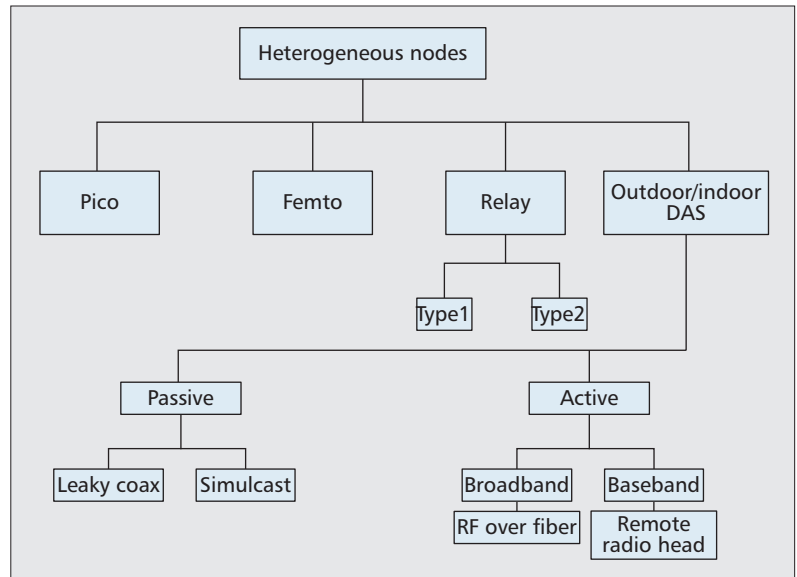 Heterogeneous nodes
Pico
Femto
Relay
Outdoor/indoor
DAS
Type1
Type2
Passive
Active
Leaky coax
Simulcast
Broadband
Baseband
RF over fiber
Remote
radio head